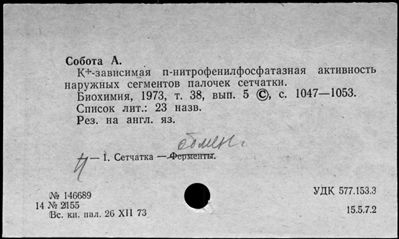 Собота А.
К+-зависимая п-нитрофенилфосфатазная активность
наружных сегментов палочек сетчатки.
Биохимия, 1973, т. 38, вып. 5 ©, с. 1047—1053.
Список лит.: 23 назв.
Рез. на англ. яз.
обмен.
— 1. Сетчатка — Ферменты.
№ 146689
14 № 2155
Вс. кн. пал. 26 XII 73
УДК 577.153.3
15.5.7.2